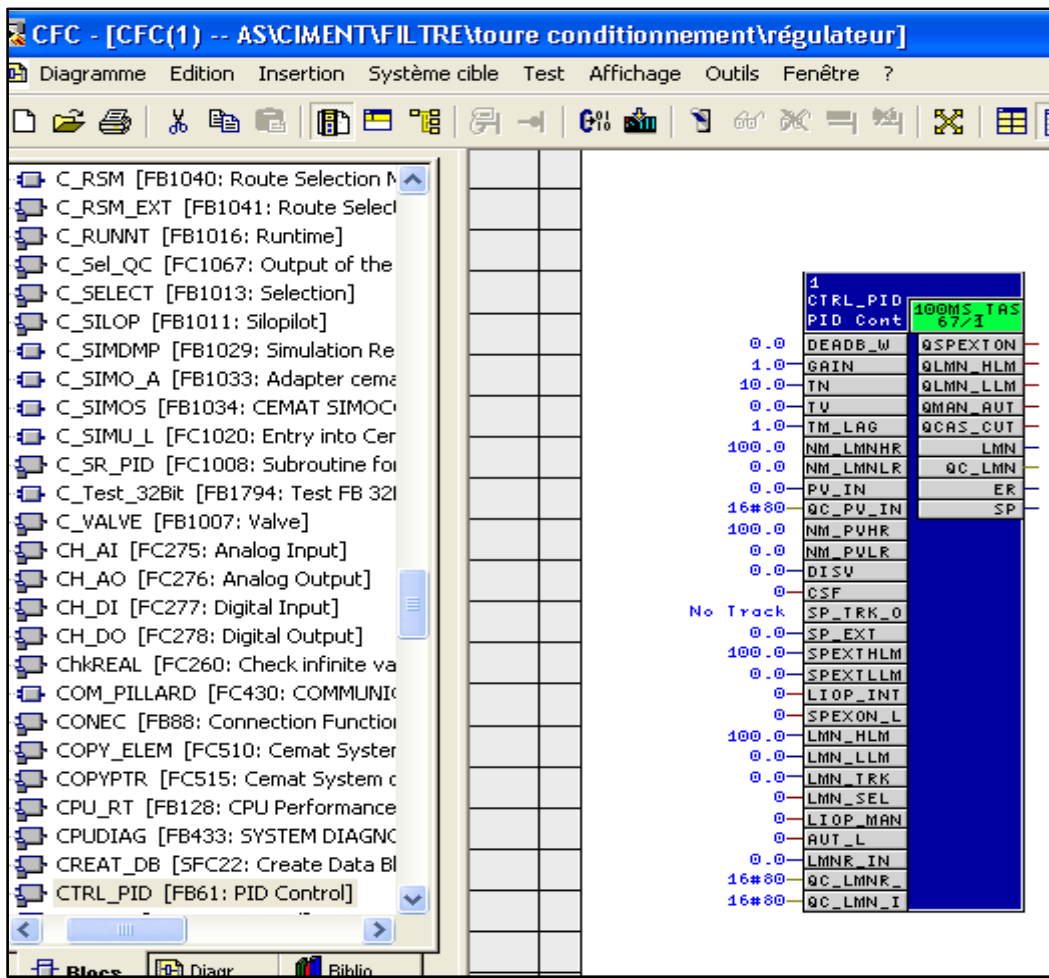 CFC - [CFC(1) -- AS\CIMENT\FILTRE\toure conditionnement\régulateur]
Diagramme Edition Insertion Système cible Test Affichage Outils Fenêtre ?
C_RSM [FB1040: Route Selection M
C_RSM_EXT [FB1041: Route Select
C_RUNNT [FB1016: Runtime]
C_Sel_QC [FC1067: Output of the
C_SELECT [FB1013: Selection]
C_SILOP [FB1011: Silopilot]
C_SIMDMP [FB1029: Simulation Re
C_SIMO_A [FB1033: Adapter cema
C_SIMOS [FB1034: CEMAT SIMOC
C_SIMU_L [FC1020: Entry into Cer
C_SR_PID [FC1008: Subroutine for
C_Test_32Bit [FB1794: Test FB 32
C_VALVE [FB1007: Valve]
CH_AI [FC275: Analog Input]
CH_AO [FC276: Analog Output]
CH_DI [FC277: Digital Input]
CH_DO [FC278: Digital Output]
ChkREAL [FC260: Check infinite va
COM_PILLARD [FC430: COMMUNIC
CONEC [FB88: Connection Function
COPY_ELEM [FC510: Cemat System
COPYPTR [FC515: Cemat System c
CPU_RT [FB128: CPU Performance
CPUDIAG [FB433: SYSTEM DIAGNO
CREAT_DB [SFC22: Create Data Bl
CTRL_PID [FB61: PID Control]
Blocs Diagr Biblio
1
CTRL_PID 100MS_TAS
PID Cont 67/1
0.0 DEADB_W QSPEXTON
1.0 GAIN QLMN_HLM
10.0 TN QLMN_LLM
0.0 TV QMAN_AUT
1.0 TM_LAG QCAS_CUT
100.0 NM_LMNHR LMN
0.0 NM_LMNLR QC_LMN
0.0 PV_IN ER
16#80 QC_PV_IN SP
100.0 NM_PVHR
0.0 NM_PVLR
0.0 DISV
0 CSF
No Track SP_TRK_O
0.0 SP_EXT
100.0 SPEXTHLM
0.0 SPEXTLLM
0 LIOP_INT
0 SPEXON_L
100.0 LMN_HLM
0.0 LMN_LLM
0.0 LMN_TRK
0 LMN_SEL
0 LIOP_MAN
0 AUT_L
0.0 LMNR_IN
16#80 QC_LMNR_
16#80 QC_LMN_I